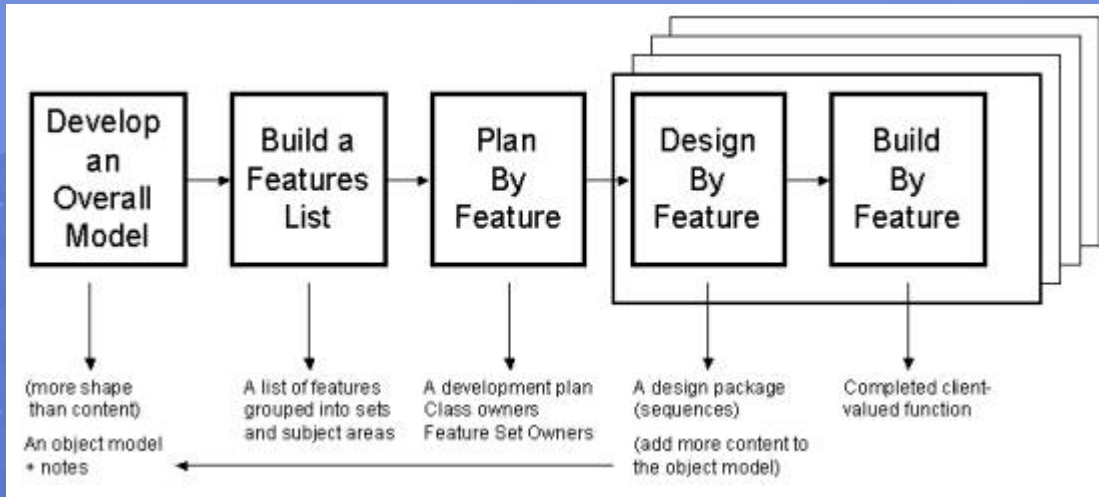 Develop
an
Overall
Model
Build a
Features
List
Plan
By
Feature
Design
By
Feature
Build
By
Feature
(more shape
than content)
An object model
+ notes
A list of features
grouped into sets
and subject areas
A development plan
Class owners
Feature Set Owners
A design package
(sequences)
(add more content to
the object model)
Completed client-
valued function